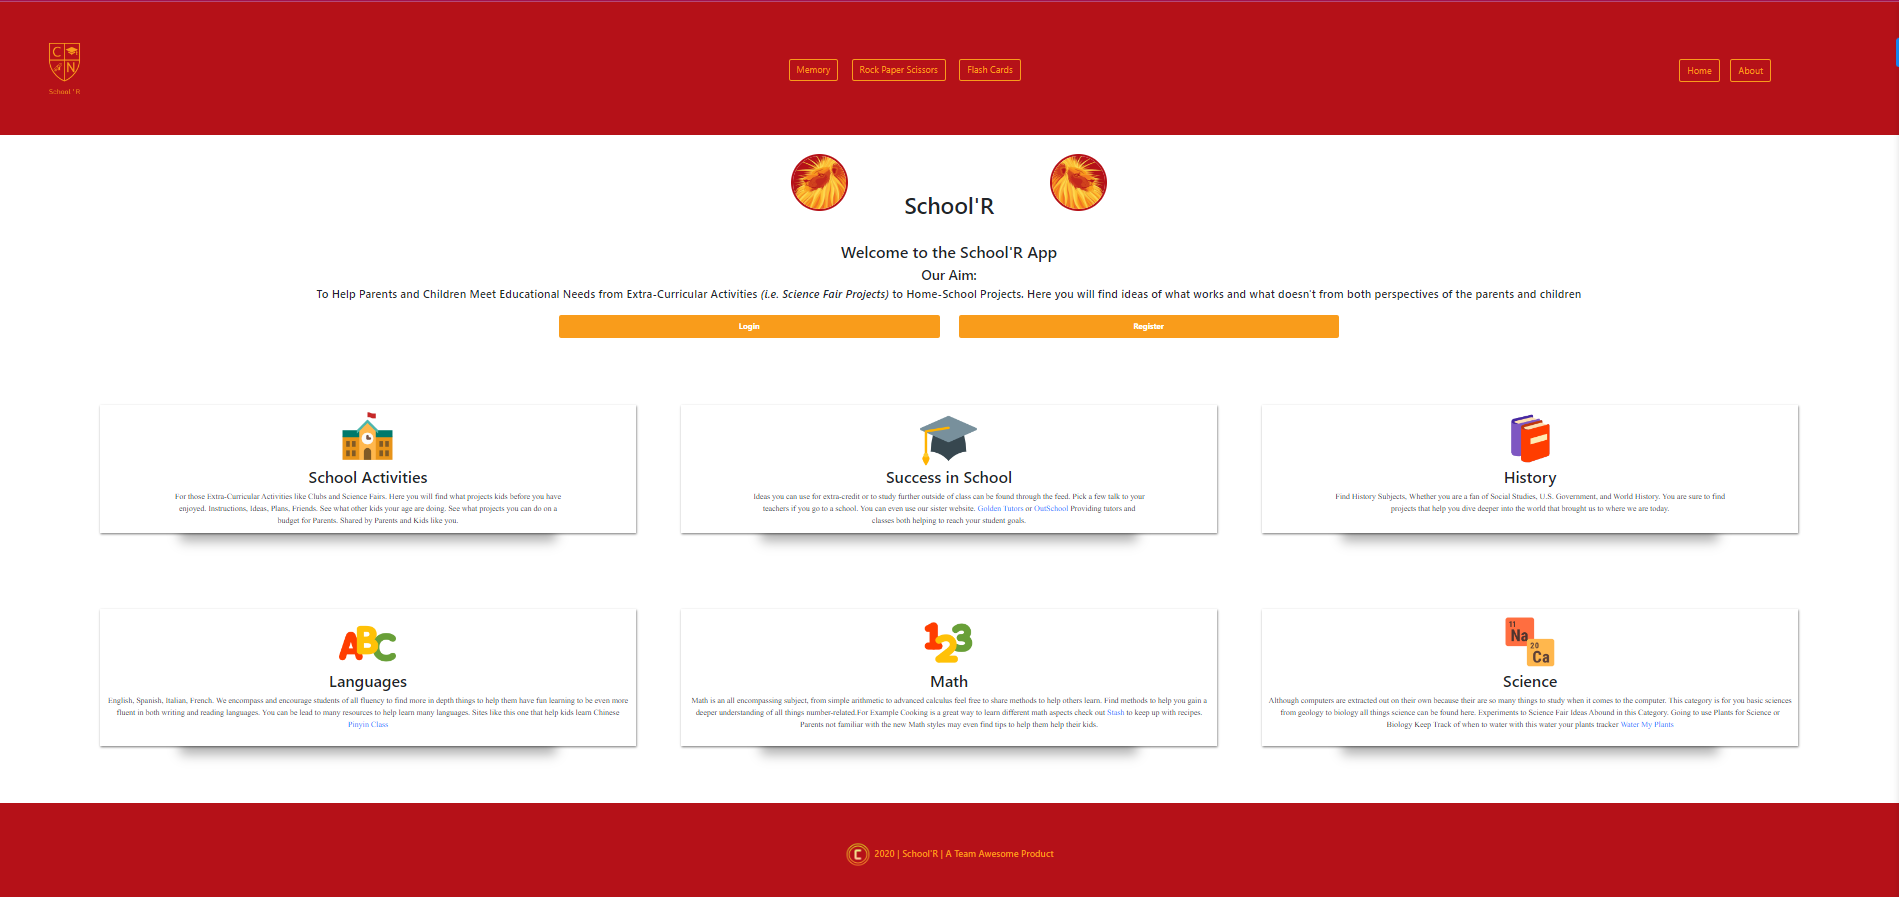 C
N
School 'R
Memory
Rock Paper Scissors
Flash Cards
Home
About
School'R
Welcome to the School'R App
Our Aim:
To Help Parents and Children Meet Educational Needs from Extra-Curricular Activities (i.e. Science Fair Projects) to Home-School Projects. Here you will find ideas of what works and what doesn't from both perspectives of the parents and children
Login
Register
School Activities
For those Extra-Curricular Activities like Clubs and Science Fairs. Here you will find what projects kids before you have
enjoyed. Instructions, Ideas, Plans, Friends. See what other kids your age are doing. See what projects you can do on a
budget for Parents. Shared by Parents and Kids like you.
Success in School
Ideas you can use for extra-credit or to study further outside of class can be found through the feed. Pick a few talk to your
teachers if you go to a school. You can even use our sister website. Golden Tutors or OutSchool Providing tutors and
classes both helping to reach your student goals.
History
Find History Subjects, Whether you are a fan of Social Studies, U.S. Government, and World History. You are sure to find
projects that help you dive deeper into the world that brought us to where we are today.
ABC
Languages
English, Spanish, Italian, French. We encompass and encourage students of all fluency to find more in depth things to help them have fun learning to be even more
fluent in both writing and reading languages. You can be lead to many resources to help learn many languages. Sites like this one that help kids learn Chinese
Pinyin Class
123
Math
Math is an all encompassing subject, from simple arithmetic to advanced calculus feel free to share methods to help others learn. Find methods to help you gain a
deeper understanding of all things number-related.For Example Cooking is a great way to learn different math aspects check out Stash to keep up with recipes.
Parents not familiar with the new Math styles may even find tips to help them help their kids.
11
Na
20
Ca
Science
Although computers are extracted out on their own because their are so many things to study when it comes to the computer. This category is for you basic sciences
from geology to biology all things science can be found here. Experiments to Science Fair Ideas Abound in this Category. Going to use Plants for Science or
Biology Keep Track of when to water with this water your plants tracker Water My Plants
C 2020 | School'R | A Team Awesome Product